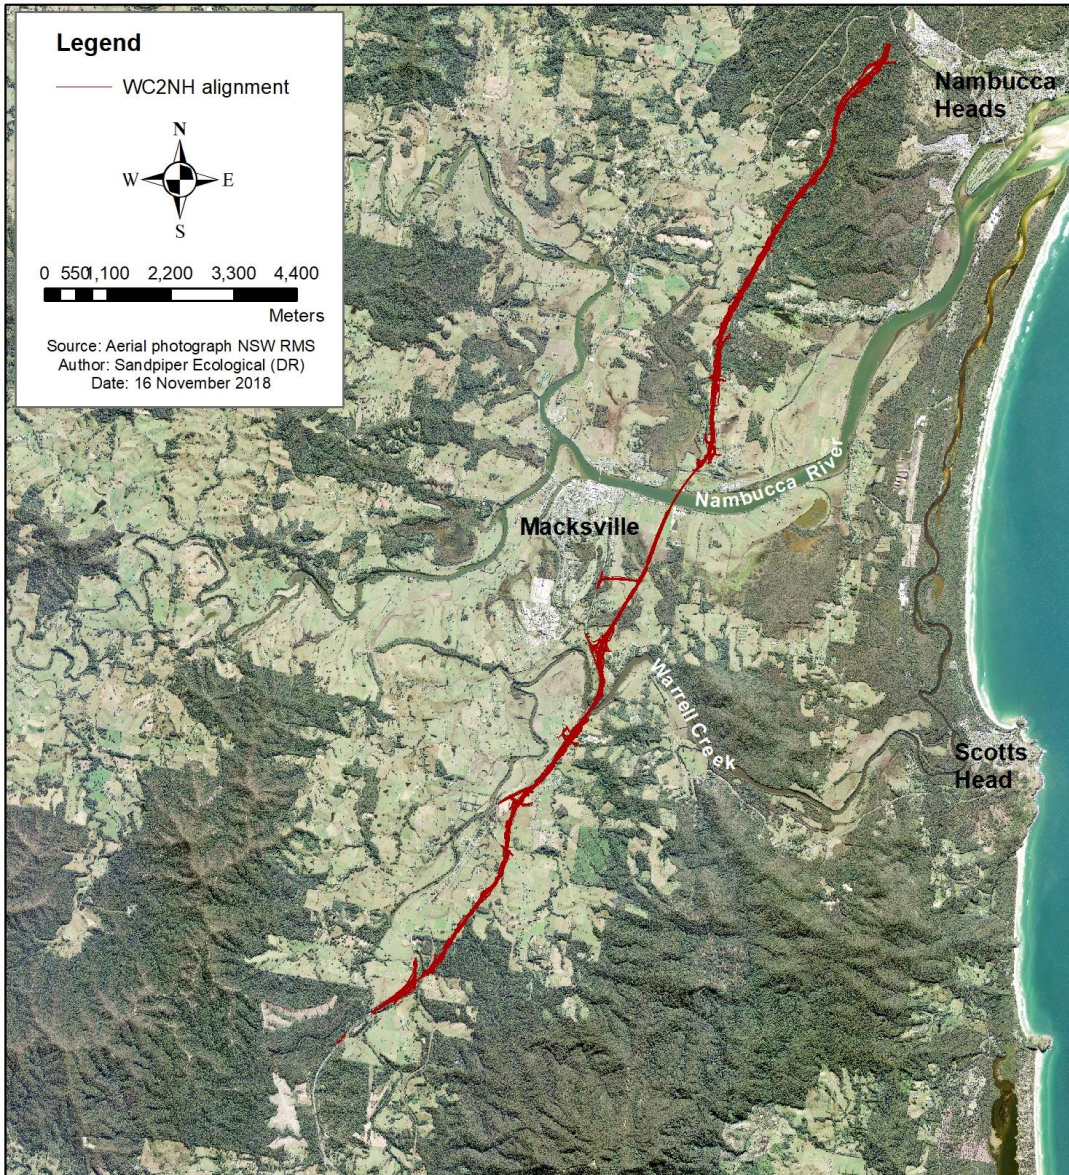 Legend
WC2NH alignment
N
W E
S
0 550 1,100 2,200 3,300 4,400
Meters
Source: Aerial photograph NSW RMS
Author: Sandpiper Ecological (DR)
Date: 16 November 2018
Nambucca
Heads
Nambucca River
Macksville
Warrell Creek
Scotts
Head